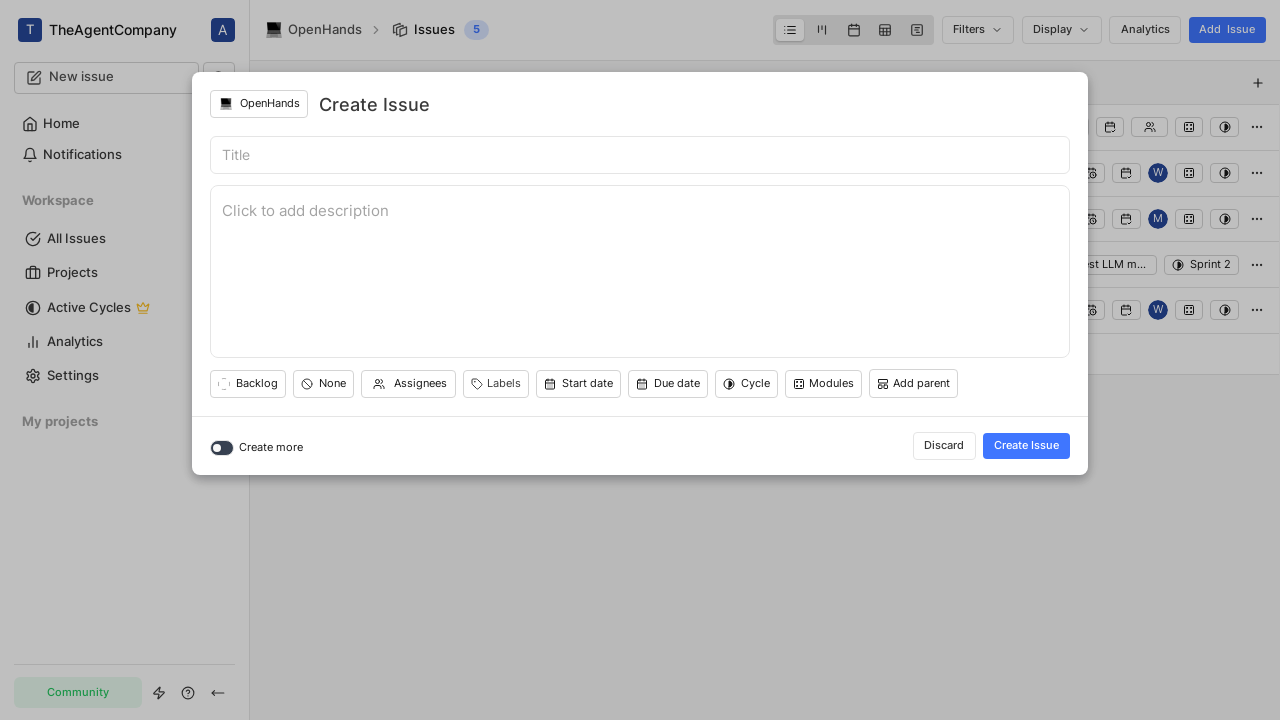 T TheAgentCompany A
OpenHands Issues 5
Filters Display Analytics Add Issue
New issue
Home
Notifications
Workspace
All Issues
Projects
Active Cycles
Analytics
Settings
My projects
Community
OpenHands Create Issue
Title
Click to add description
Backlog None Assignees Labels Start date Due date Cycle Modules Add parent
Create more Discard Create Issue
W
M
est LLM m... Sprint 2
W